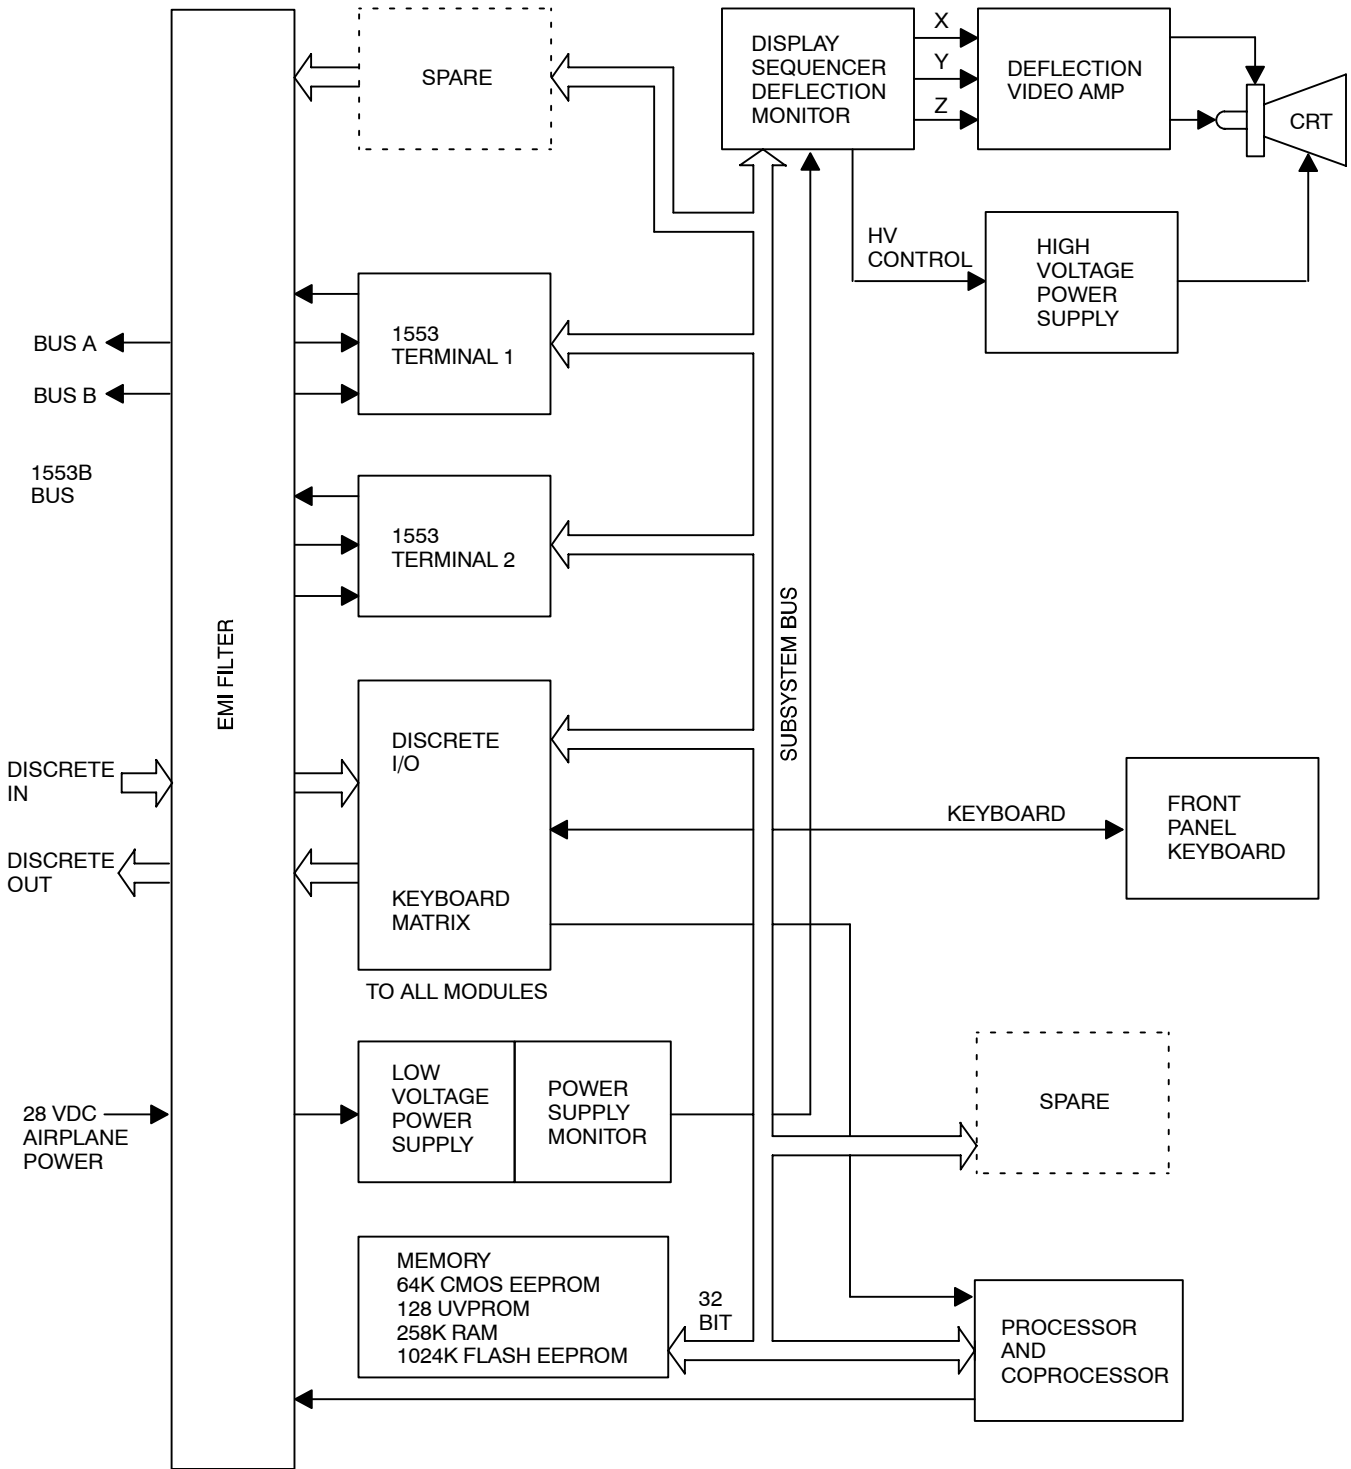 SPARE
DISPLAY
SEQUENCER
DEFLECTION
MONITOR
X
Y
Z
DEFLECTION
VIDEO AMP
CRT
HV
CONTROL
HIGH
VOLTAGE
POWER
SUPPLY
BUS A
BUS B
1553B
BUS
1553
TERMINAL 1
1553
TERMINAL 2
EMI FILTER
SUBSYSTEM BUS
DISCRETE
IN
DISCRETE
OUT
DISCRETE
I/O
KEYBOARD
MATRIX
TO ALL MODULES
KEYBOARD
FRONT
PANEL
KEYBOARD
28 VDC
AIRPLANE
POWER
LOW
VOLTAGE
POWER
SUPPLY
POWER
SUPPLY
MONITOR
SPARE
MEMORY
64K CMOS EEPROM
128 UVPROM
258K RAM
1024K FLASH EEPROM
32
BIT
PROCESSOR
AND
COPROCESSOR